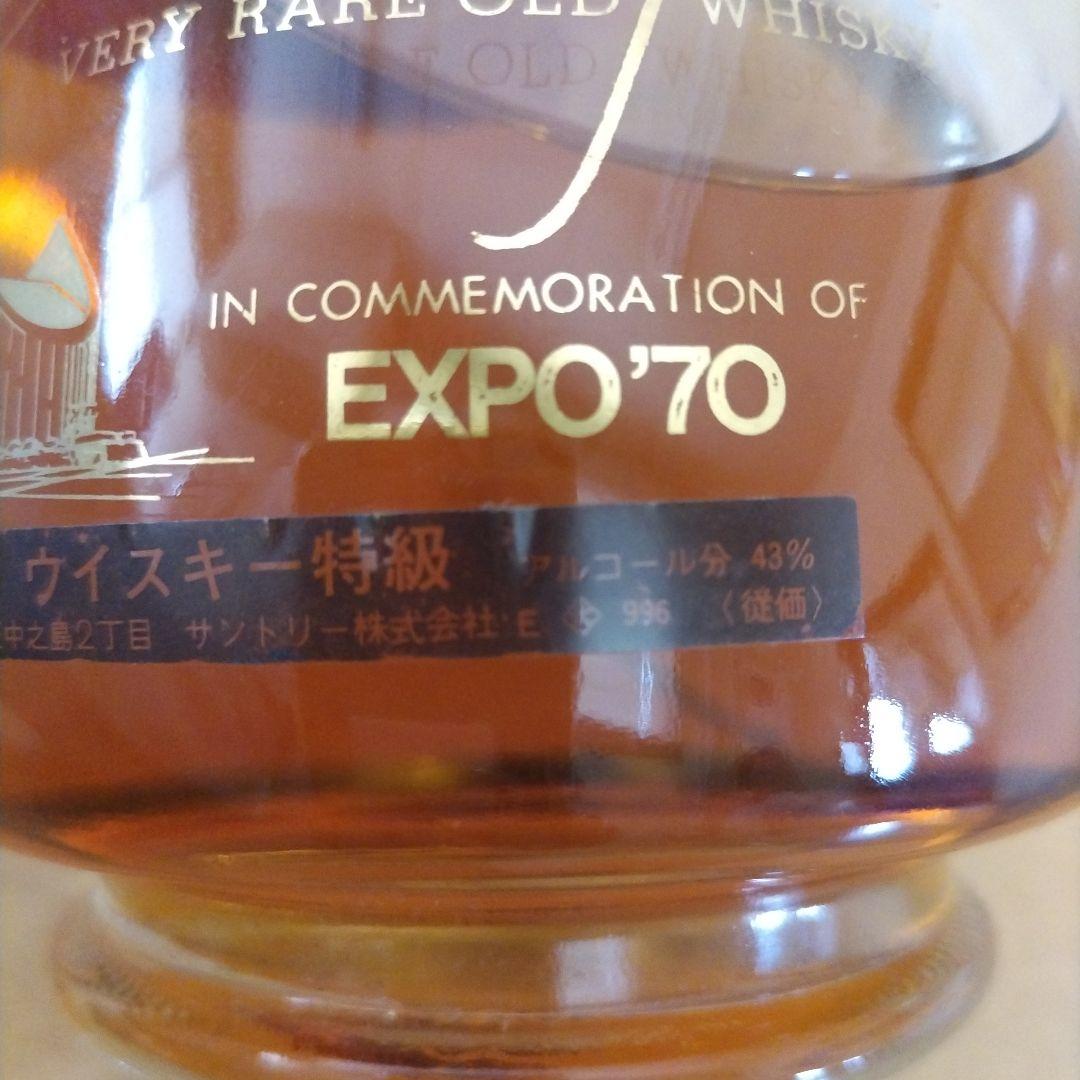 VERY RARE OLD WHISKY
IN COMMEMORATION OF
EXPO'70
ウイスキー特級 アルコール分 43%
中之島2丁目 サントリー株式会社 E 996 〈従価〉